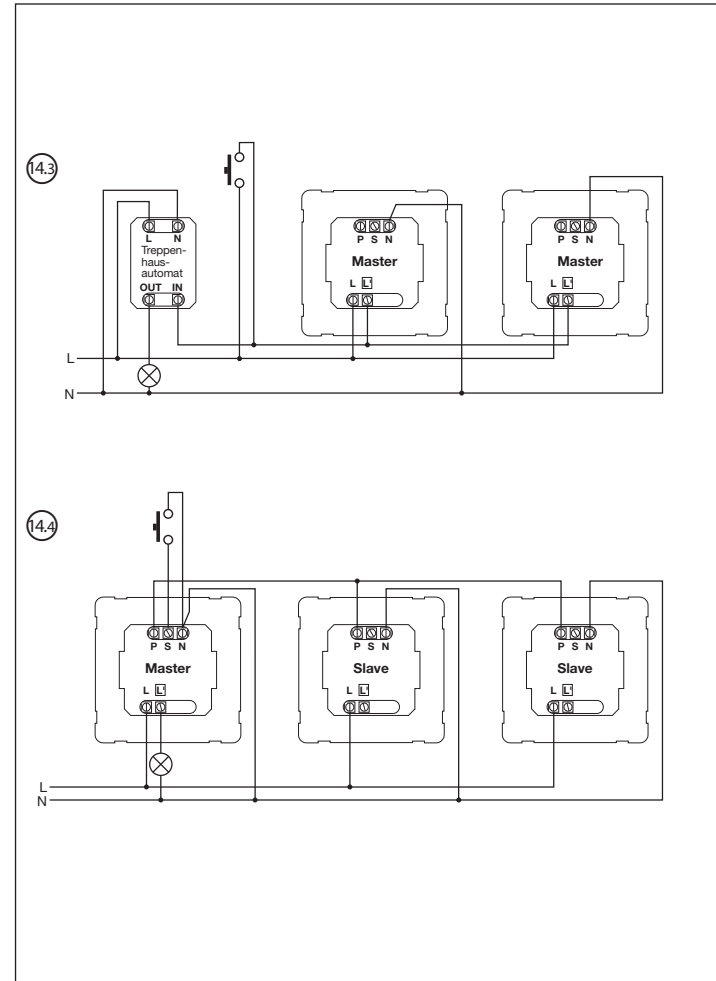 14.3
L N
Treppen-
haus-
automat
OUT IN
P S N
Master
L L'
P S N
Master
L L'
L
N
14.4
P S N
Master
L L'
P S N
Slave
L L'
P S N
Slave
L L'
L
N